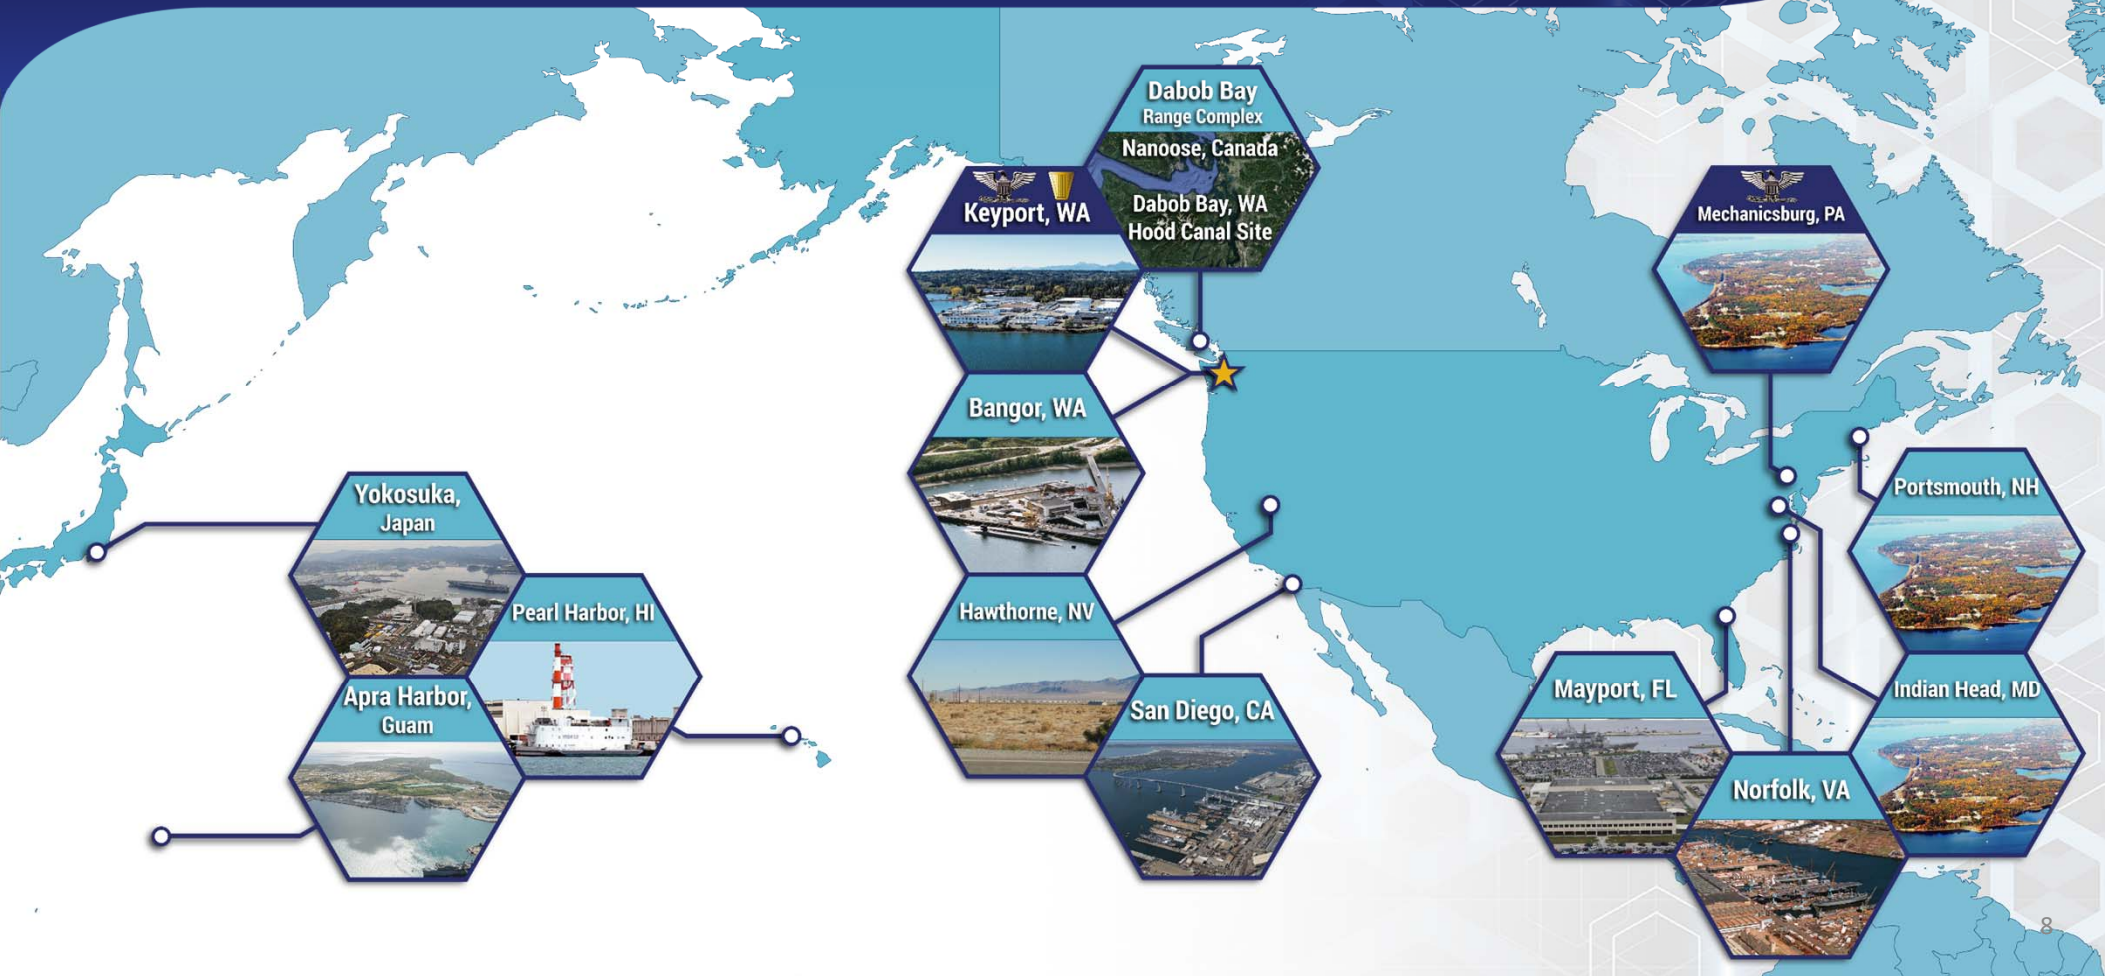 Dabob Bay
Range Complex
Nanoose, Canada
Dabob Bay, WA
Hood Canal Site
Keyport, WA
Mechanicsburg, PA
Bangor, WA
Yokosuka,
Japan
Portsmouth, NH
Pearl Harbor, HI
Hawthorne, NV
Apra Harbor,
Guam
San Diego, CA
Mayport, FL
Indian Head, MD
Norfolk, VA
8